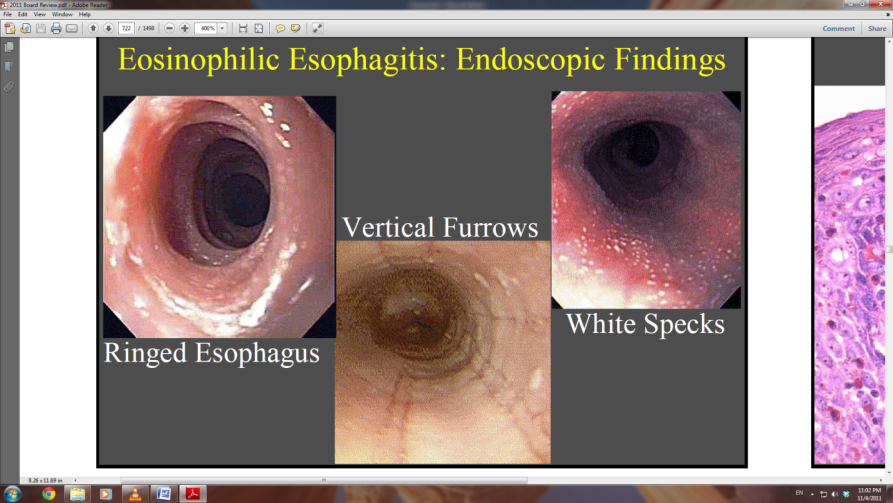 2011 Board Review.pdf - Adobe Reader
File Edit View Window Help
722 / 1498 400% Comment Share
Eosinophilic Esophagitis: Endoscopic Findings
Vertical Furrows
White Specks
Ringed Esophagus
8.26 x 11.69 in
EN 11:02 PM
11/4/2011